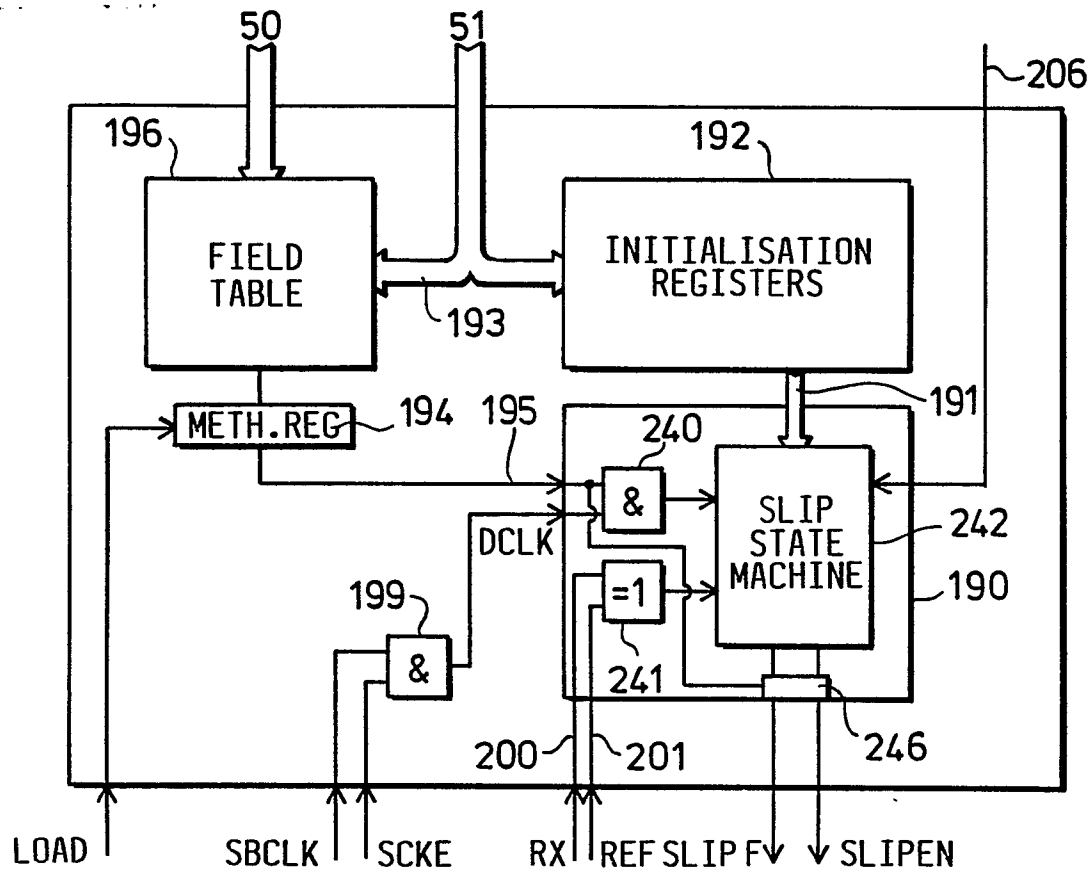 50
51
206
196
192
FIELD
TABLE
INITIALISATION
REGISTERS
193
191
METH.REG
194
195
240
&
SLIP
STATE
MACHINE
242
DCLK
190
=1
199
&
241
246
200
201
LOAD
SBCLK
SCKE
RX
REF
SLIP F
SLIPEN